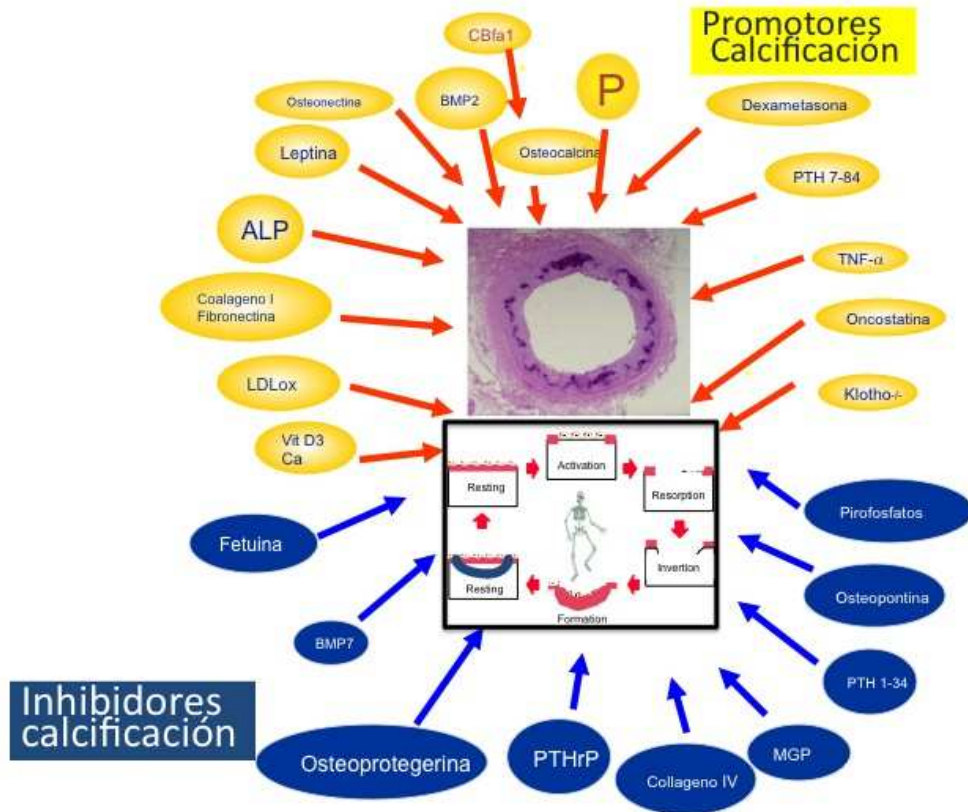 Promotores
Calcificación
CBfa1
P
BMP2
Osteonectina
Dexametasona
Leptina
Osteocalcina
PTH 7-84
ALP
TNF-α
Coalageno I
Fibronectina
Oncostatina
LDLox
Klotho-/-
Vit D3
Ca
Activation
Resting
Resorption
Pirofosfatos
Fetuina
Invertion
Resting
Osteopontina
Formation
BMP7
PTH 1-34
Inhibidores
calcificación
Osteoprotegerina
PTHrP
Collageno IV
MGP